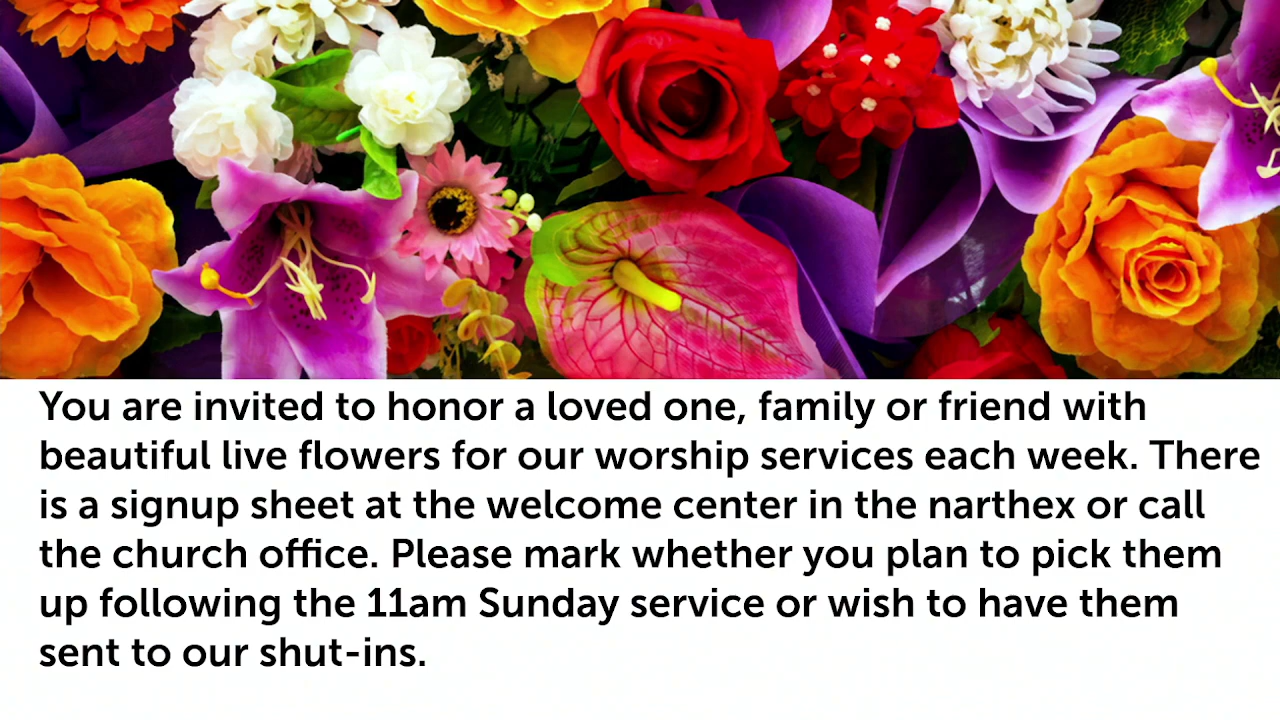 You are invited to honor a loved one, family or friend with
beautiful live flowers for our worship services each week. There
is a signup sheet at the welcome center in the narthex or call
the church office. Please mark whether you plan to pick them
up following the 11am Sunday service or wish to have them
sent to our shut-ins.